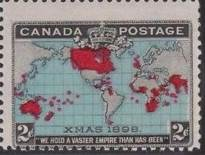 CANADA POSTAGE
XMAS 1898
2¢ 2¢
"WE HOLD A VASTER EMPIRE THAN HAS BEEN"